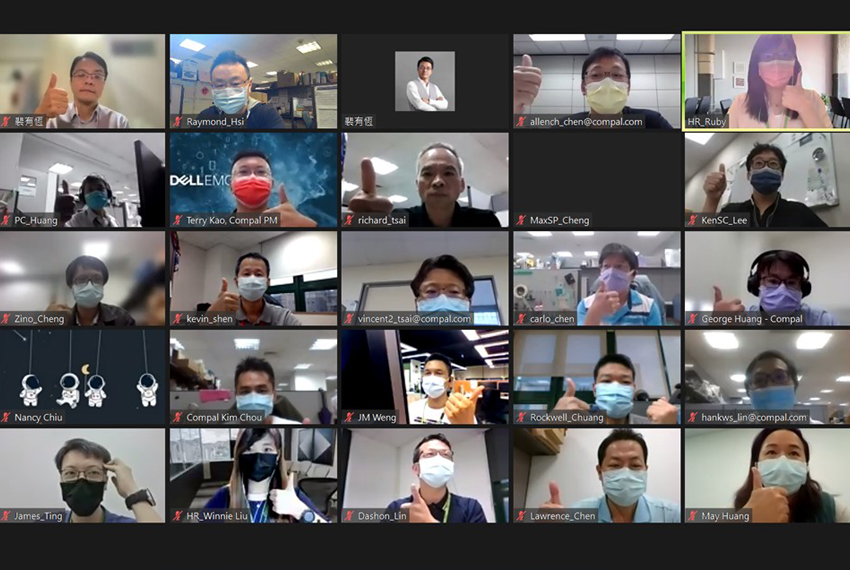 裴有恆
Raymond_Hsi
裴有恆
allench_chen@compal.com
HR_Ruby
PC_Huang
DELLEMC
Terry Kao, Compal PM
richard_tsai
MaxSP_Cheng
KenSC_Lee
Zino_Cheng
kevin_shen
vincent2_tsai@compal.com
carlo_chen
George Huang - Compal
Nancy Chiu
Compal Kim Chou
JM Weng
Rockwell_Chuang
hankws_lin@compal.com
James_Ting
HR_Winnie Liu
Dashon_Lin
Lawrence_Chen
May Huang